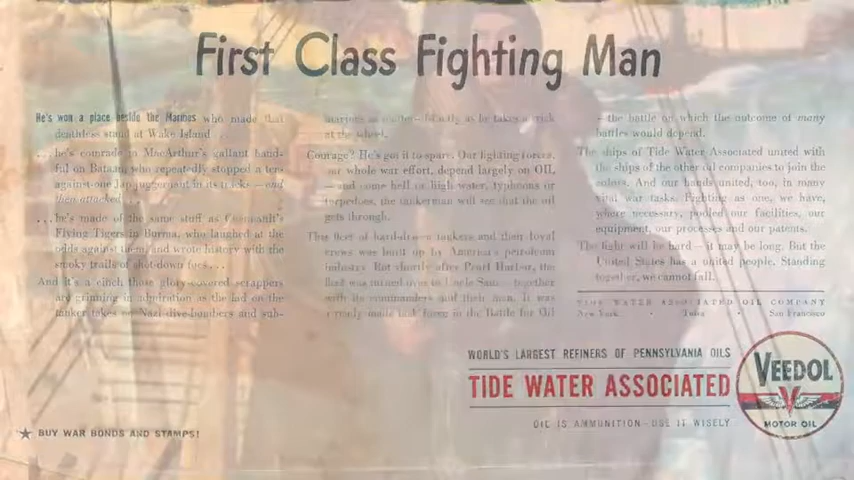 First Class Fighting Man
He's won a place beside the Marines who made that
deathless stand at Wake Island . . .
. . . he's comrade to MacArthur's gallant hand-
ful on Bataan who repeatedly stopped a ten-
against-one Jap juggernaut in its tracks — and
then attacked . . .
. . . he's made of the same stuff as Chennault's
Flying Tigers in Burma, who laughed at the
odds against them and wrote history with the
smoky trails of shot-down foes . . .
And it's a cinch those glory-covered scrappers
are grinning in admiration as the lad on the
tanker takes on Nazi dive-bombers and sub-
marines as as he takes a trick
at the wheel.
Courage? He's got it to spare. Our fighting forces,
our whole war effort, depend largely on OIL
— and come hell or high water, typhoons or
torpedoes, the tankerman will see that the oil
gets through.
This fleet of hard-driven tankers and their loyal
crews was built up by America's petroleum
industry. But shortly after Pearl Harbor, the
fleet was turned over to Uncle Sam — together
with its commanders and their men. It was
a ready made task force in the Battle for Oil
— the battle on which the outcome of many
battles would depend.
The ships of Tide Water Associated united with
the ships of the other oil companies to join the
colors. And our hands united, too, in many
vital war tasks. Fighting as one, we have,
where necessary, pooled our facilities, our
equipment, our processes and our patents.
The fight will be hard — it may be long. But the
United States has a united people. Standing
together, we cannot fall.
TIDE WATER ASSOCIATED OIL COMPANY
New York · Tulsa · San Francisco
WORLD'S LARGEST REFINERS OF PENNSYLVANIA OILS
TIDE WATER ASSOCIATED
OIL IS AMMUNITION—USE IT WISELY
VEEDOL
MOTOR OIL
★ BUY WAR BONDS AND STAMPS!